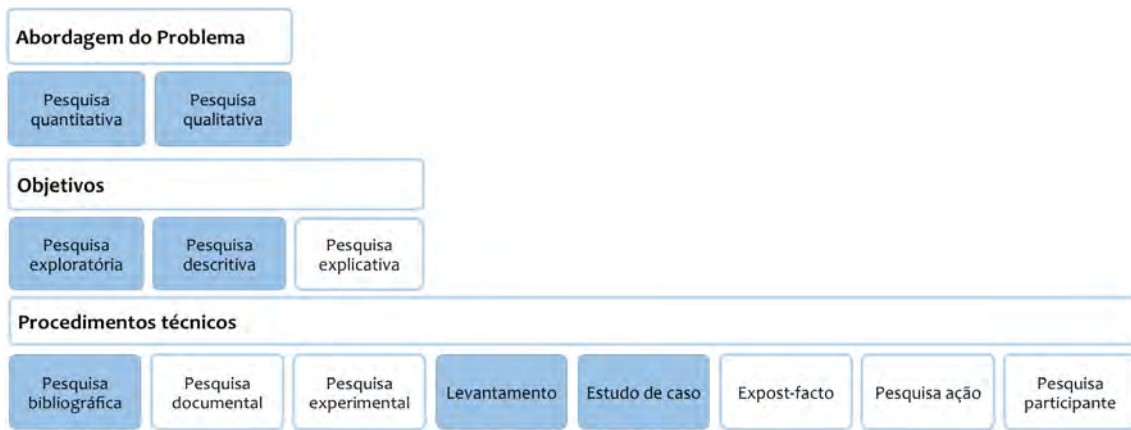 Abordagem do Problema
Pesquisa
quantitativa
Pesquisa
qualitativa
Objetivos
Pesquisa
exploratória
Pesquisa
descritiva
Pesquisa
explicativa
Procedimentos técnicos
Pesquisa
bibliográfica
Pesquisa
documental
Pesquisa
experimental
Levantamento
Estudo de caso
Expost-facto
Pesquisa ação
Pesquisa
participante